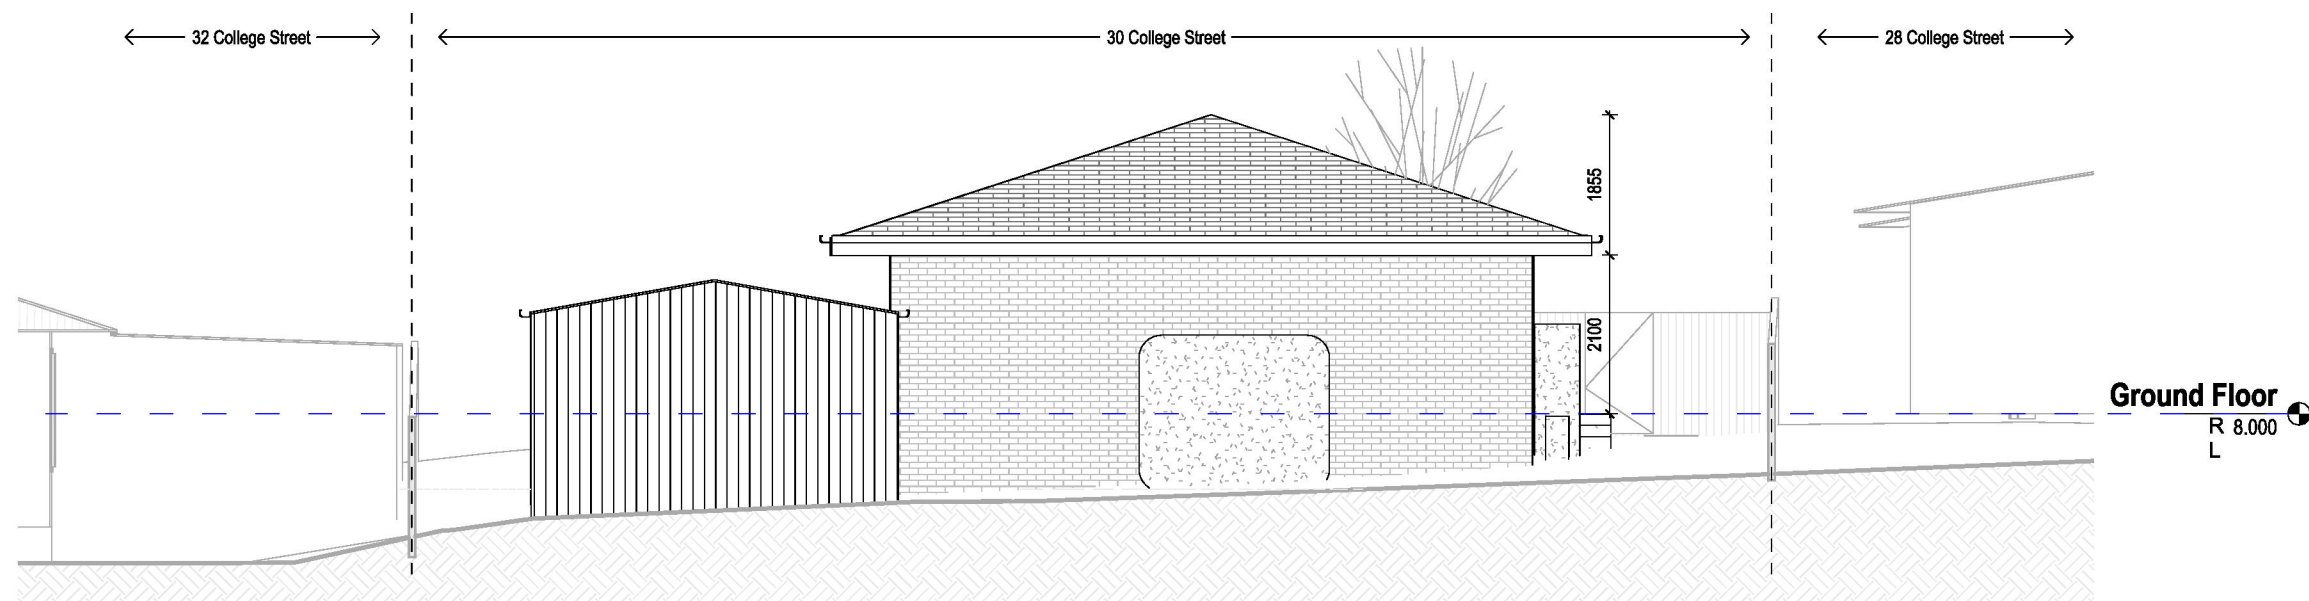 32 College Street
30 College Street
28 College Street
1855
2100
Ground Floor
R 8.000
L